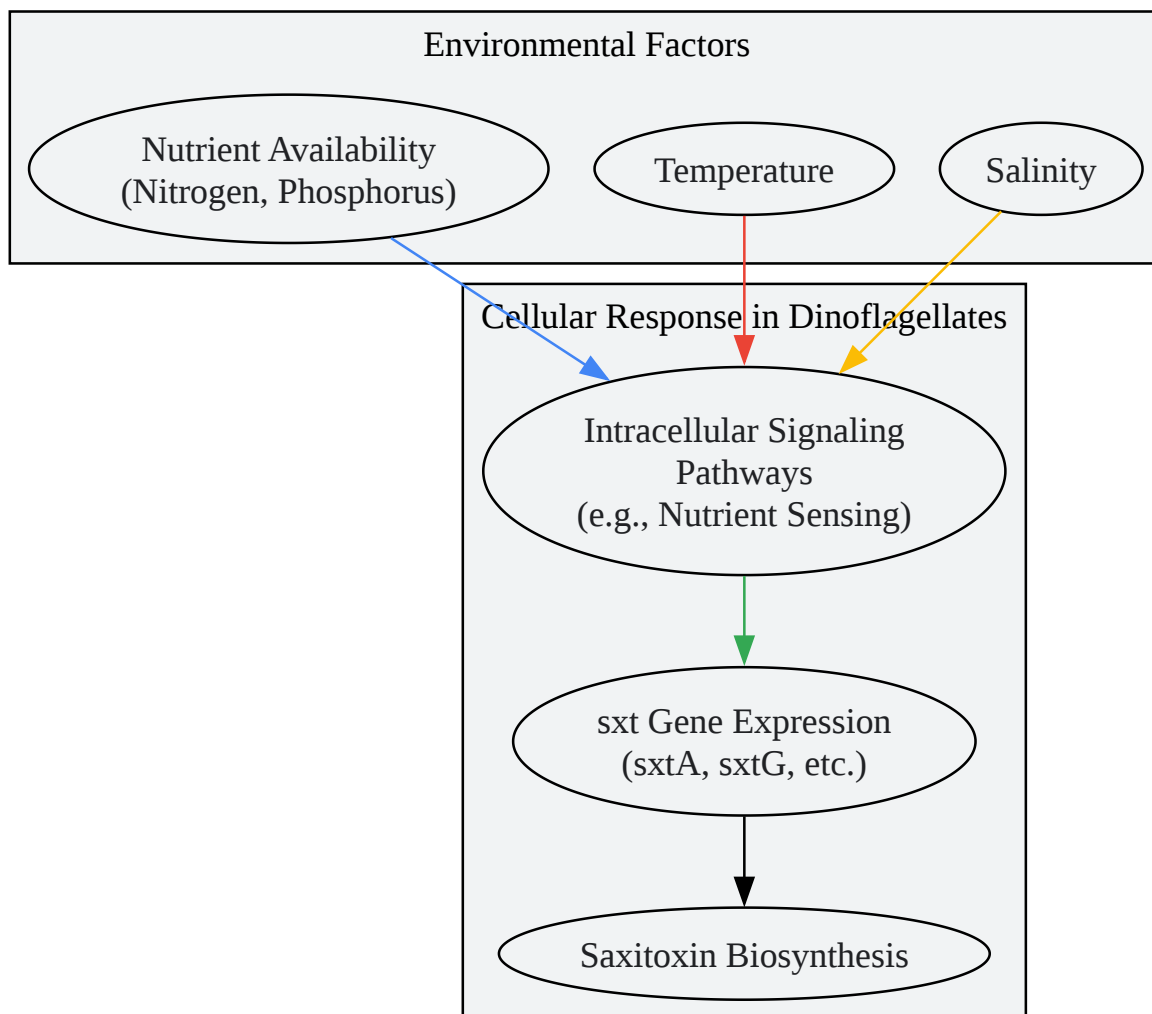 Environmental Factors
Nutrient Availability
(Nitrogen, Phosphorus)
Temperature
Salinity
Cellular Response in Dinoflagellates
Intracellular Signaling
Pathways
(e.g., Nutrient Sensing)
sxt Gene Expression
(sxtA, sxtG, etc.)
Saxitoxin Biosynthesis